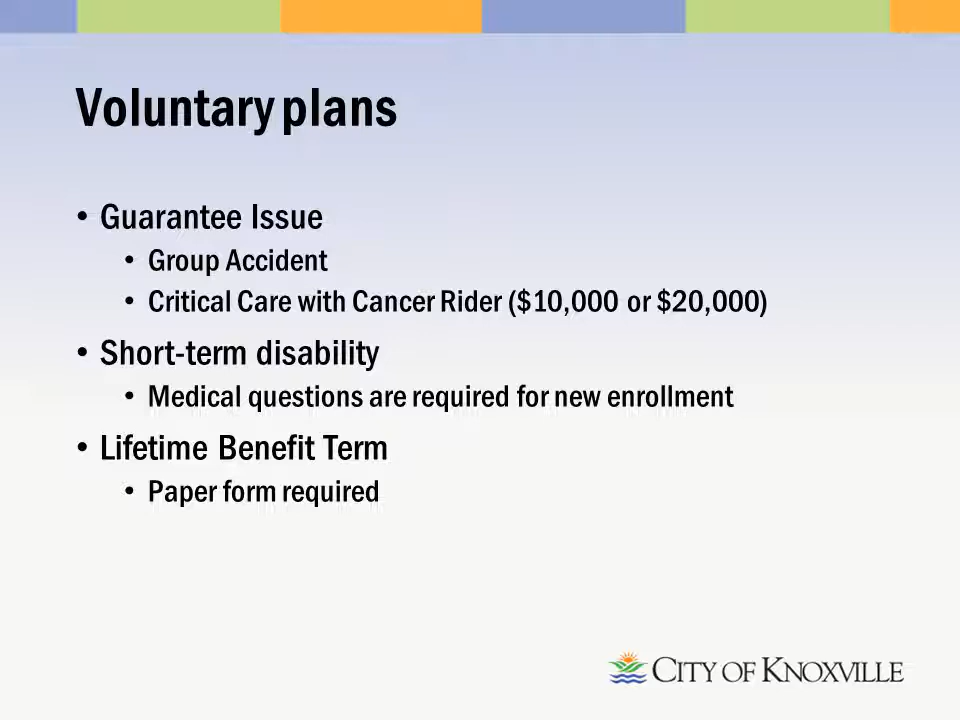 Voluntary plans
• Guarantee Issue
• Group Accident
• Critical Care with Cancer Rider ($10,000 or $20,000)
• Short-term disability
• Medical questions are required for new enrollment
• Lifetime Benefit Term
• Paper form required
CITY OF KNOXVILLE